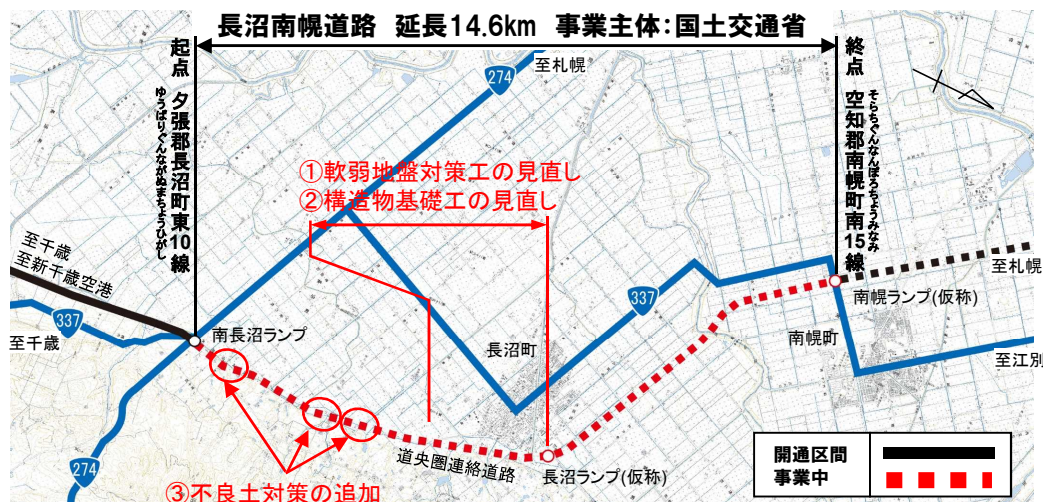 長沼南幌道路 延長14.6km 事業主体:国土交通省
起点 夕張郡長沼町東10線
ゆうばりぐんながぬまちょうひがし
終点 空知郡南幌町南15線
そらちぐんなんぽろちょうみなみ
274
至札幌
①軟弱地盤対策工の見直し
②構造物基礎工の見直し
至千歳
至新千歳空港
337
至千歳
南長沼ランプ
長沼町
337
南幌町
南幌ランプ(仮称)
至札幌
至江別
道央圏連絡道路
長沼ランプ(仮称)
274
③不良土対策の追加
開通区間
事業中